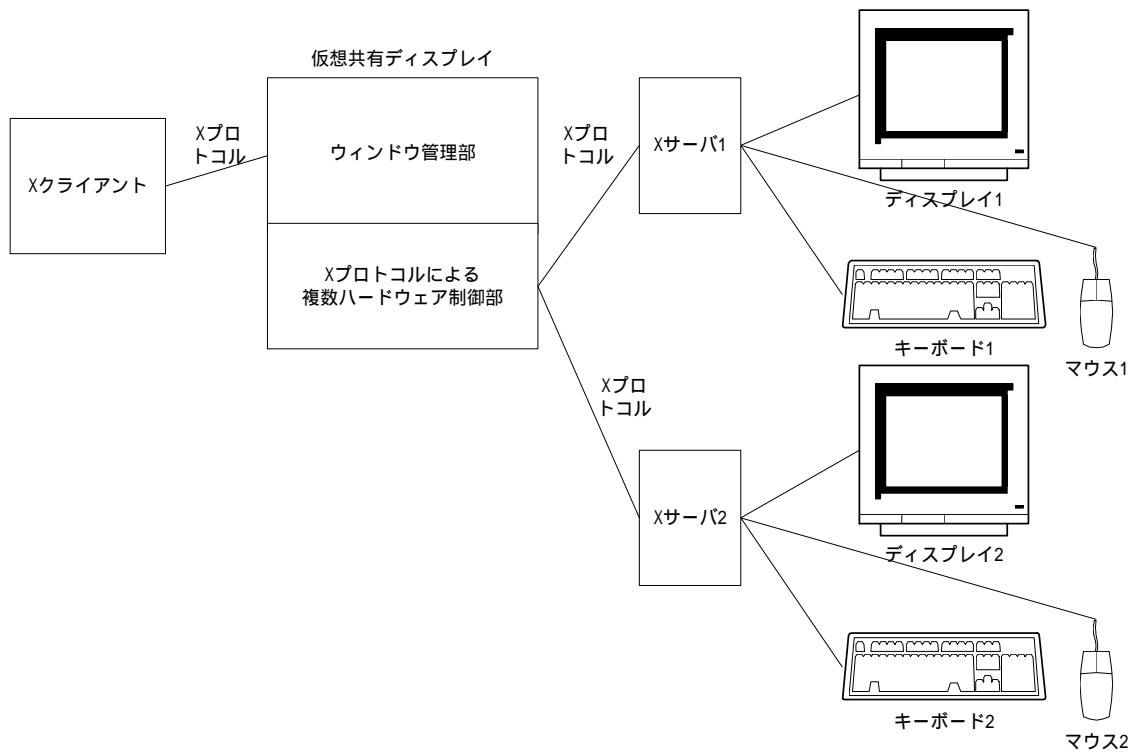 仮想共有ディスプレイ
Xクライアント
Xプロ
トコル
ウィンドウ管理部
Xプロトコルによる
複数ハードウェア制御部
Xプロ
トコル
Xサーバ1
ディスプレイ1
キーボード1
マウス1
Xプロ
トコル
Xサーバ2
ディスプレイ2
キーボード2
マウス2